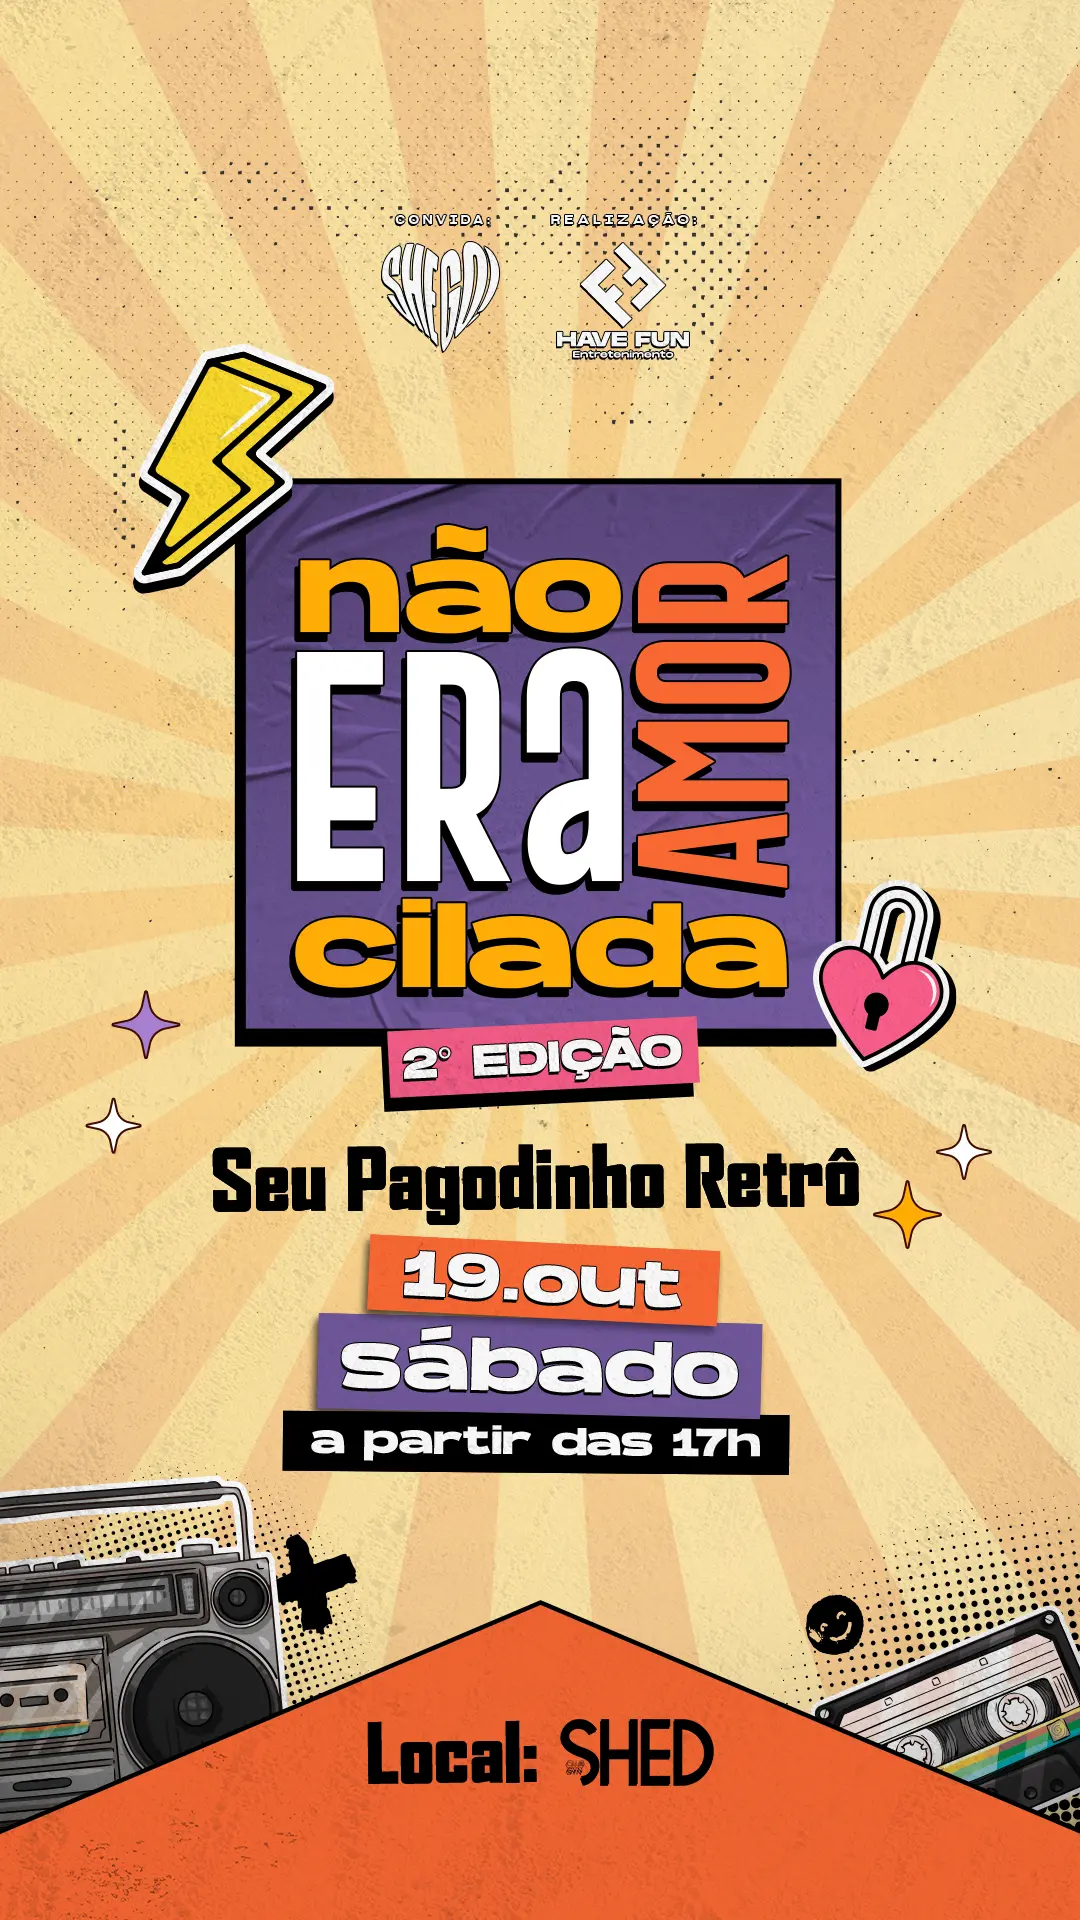 CONVIDA:
SHEGO!
REALIZAÇÃO:
HAVE FUN
Entretenimento
não
ERa
AMOR
cilada
2° EDIÇÃO
Seu Pagodinho Retrô
19.out
sábado
a partir das 17h
Local: SHED